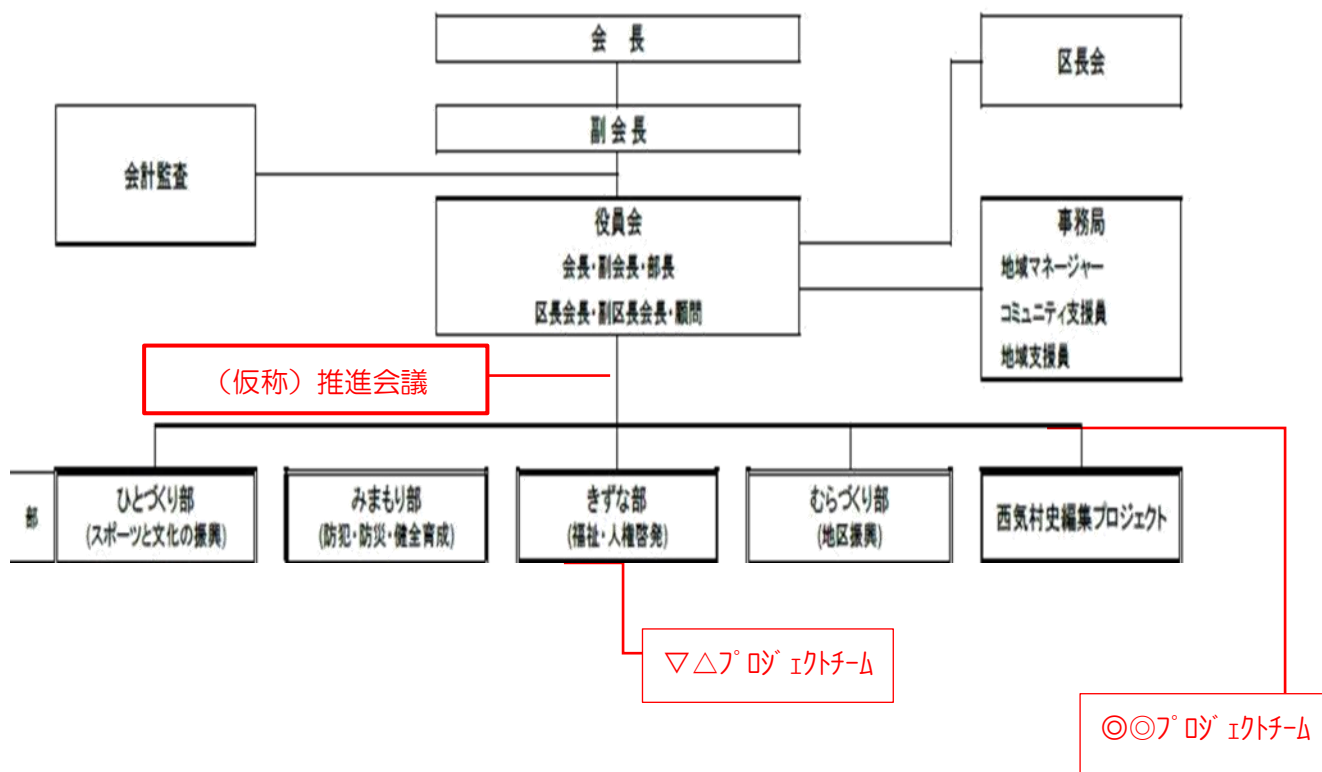 会 長
区長会
副会長
会計監査
役員会
会長・副会長・部長
区長会長・副区長会長・顧問
事務局
地域マネージャー
コミュニティ支援員
地域支援員
（仮称）推進会議
部
ひとづくり部
(スポーツと文化の振興)
みまもり部
(防犯・防災・健全育成)
きずな部
(福祉・人権啓発)
むらづくり部
(地区振興)
西気村史編集プロジェクト
▽△ﾌﾟﾛｼﾞｪｸﾄﾁｰﾑ
◎◎ﾌﾟﾛｼﾞｪｸﾄﾁｰﾑ